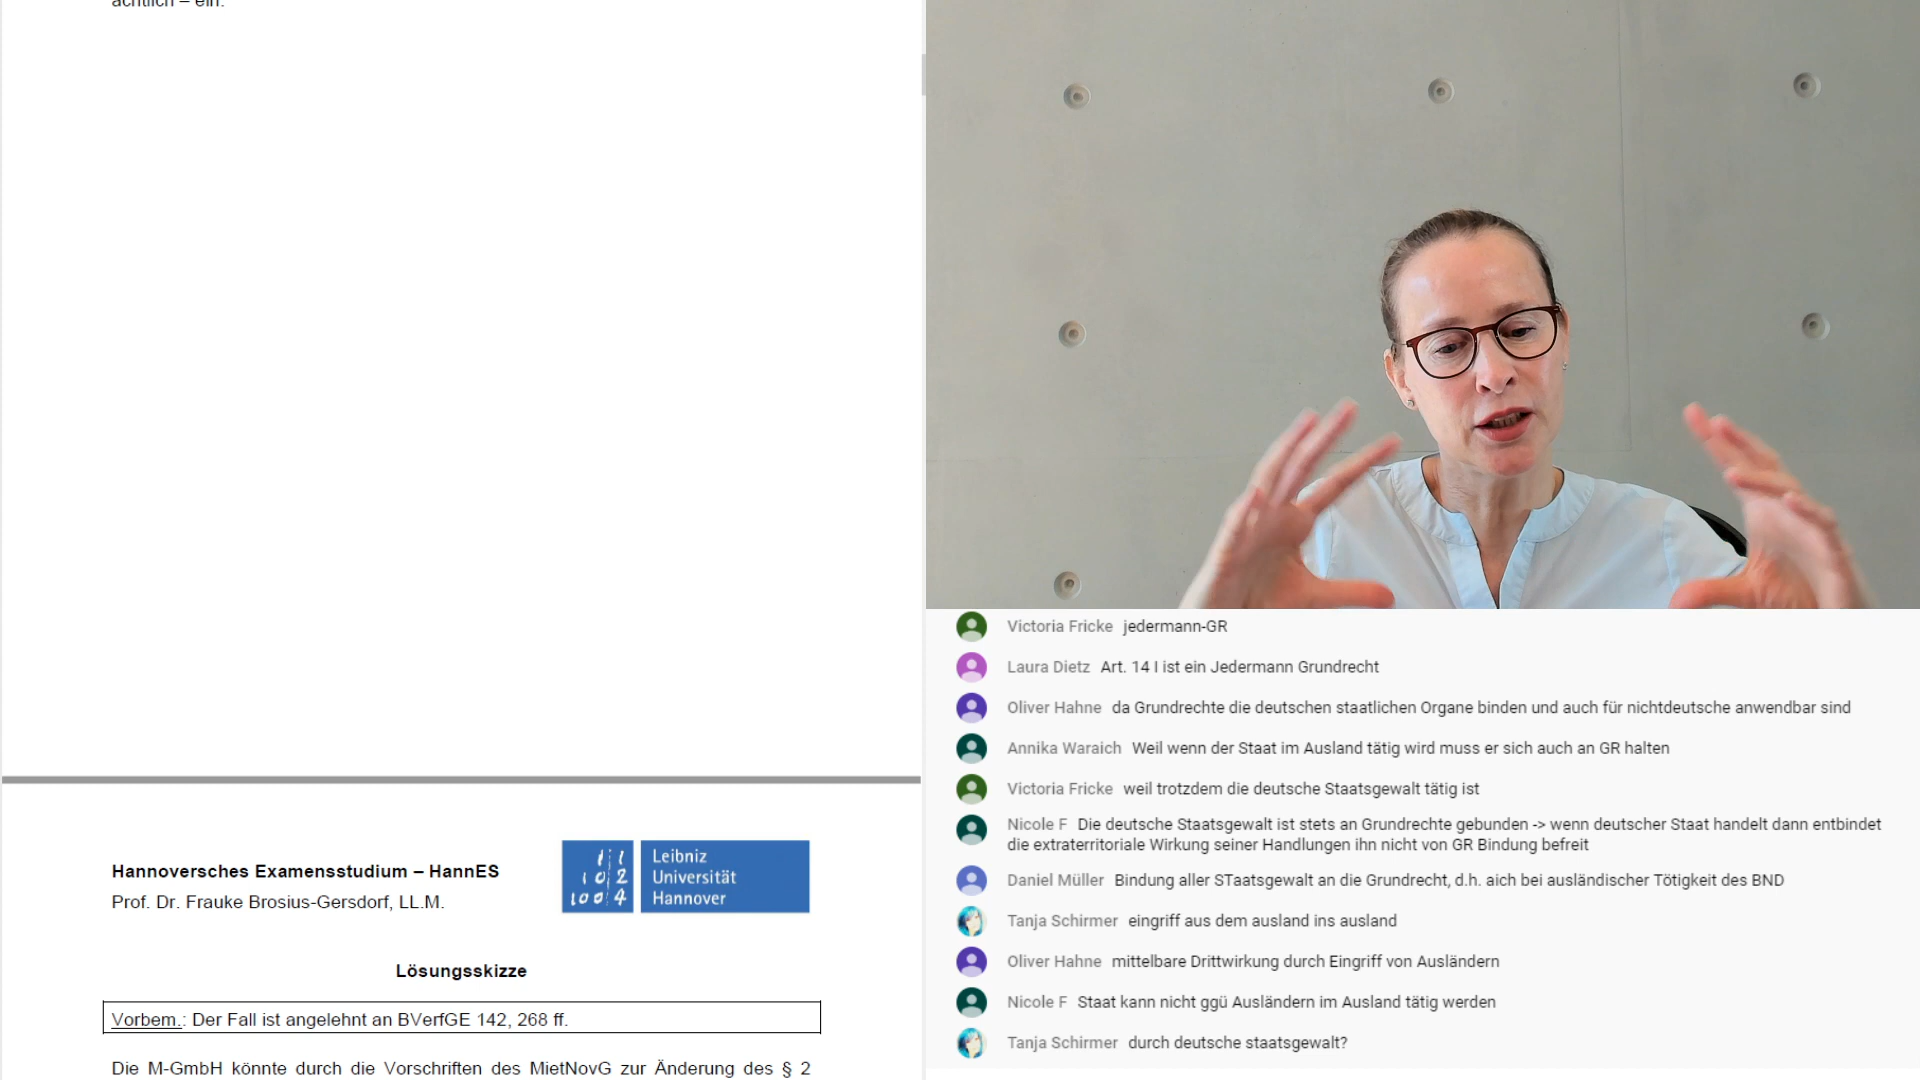 ächtlich – ein.
Hannoversches Examensstudium – HannES
Prof. Dr. Frauke Brosius-Gersdorf, LL.M.
Leibniz
Universität
Hannover
Lösungsskizze
Vorbem.: Der Fall ist angelehnt an BVerfGE 142, 268 ff.
Die M-GmbH könnte durch die Vorschriften des MietNovG zur Änderung des § 2
Victoria Fricke jedermann-GR
Laura Dietz Art. 14 I ist ein Jedermann Grundrecht
Oliver Hahne da Grundrechte die deutschen staatlichen Organe binden und auch für nichtdeutsche anwendbar sind
Annika Waraich Weil wenn der Staat im Ausland tätig wird muss er sich auch an GR halten
Victoria Fricke weil trotzdem die deutsche Staatsgewalt tätig ist
Nicole F Die deutsche Staatsgewalt ist stets an Grundrechte gebunden -> wenn deutscher Staat handelt dann entbindet
die extraterritoriale Wirkung seiner Handlungen ihn nicht von GR Bindung befreit
Daniel Müller Bindung aller STaatsgewalt an die Grundrecht, d.h. aich bei ausländischer Tötigkeit des BND
Tanja Schirmer eingriff aus dem ausland ins ausland
Oliver Hahne mittelbare Drittwirkung durch Eingriff von Ausländern
Nicole F Staat kann nicht ggü Ausländern im Ausland tätig werden
Tanja Schirmer durch deutsche staatsgewalt?